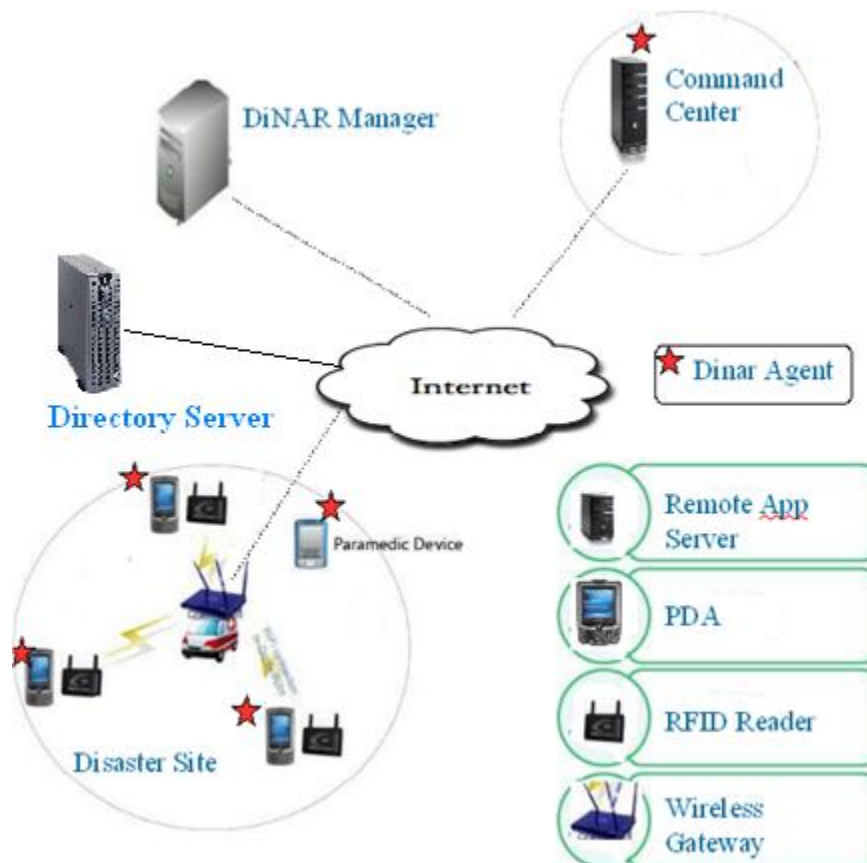 Command
Center
DiNAR Manager
Internet
Dinar Agent
Directory Server
Paramedic Device
Remote App
Server
PDA
RFID Reader
Disaster Site
Wireless
Gateway